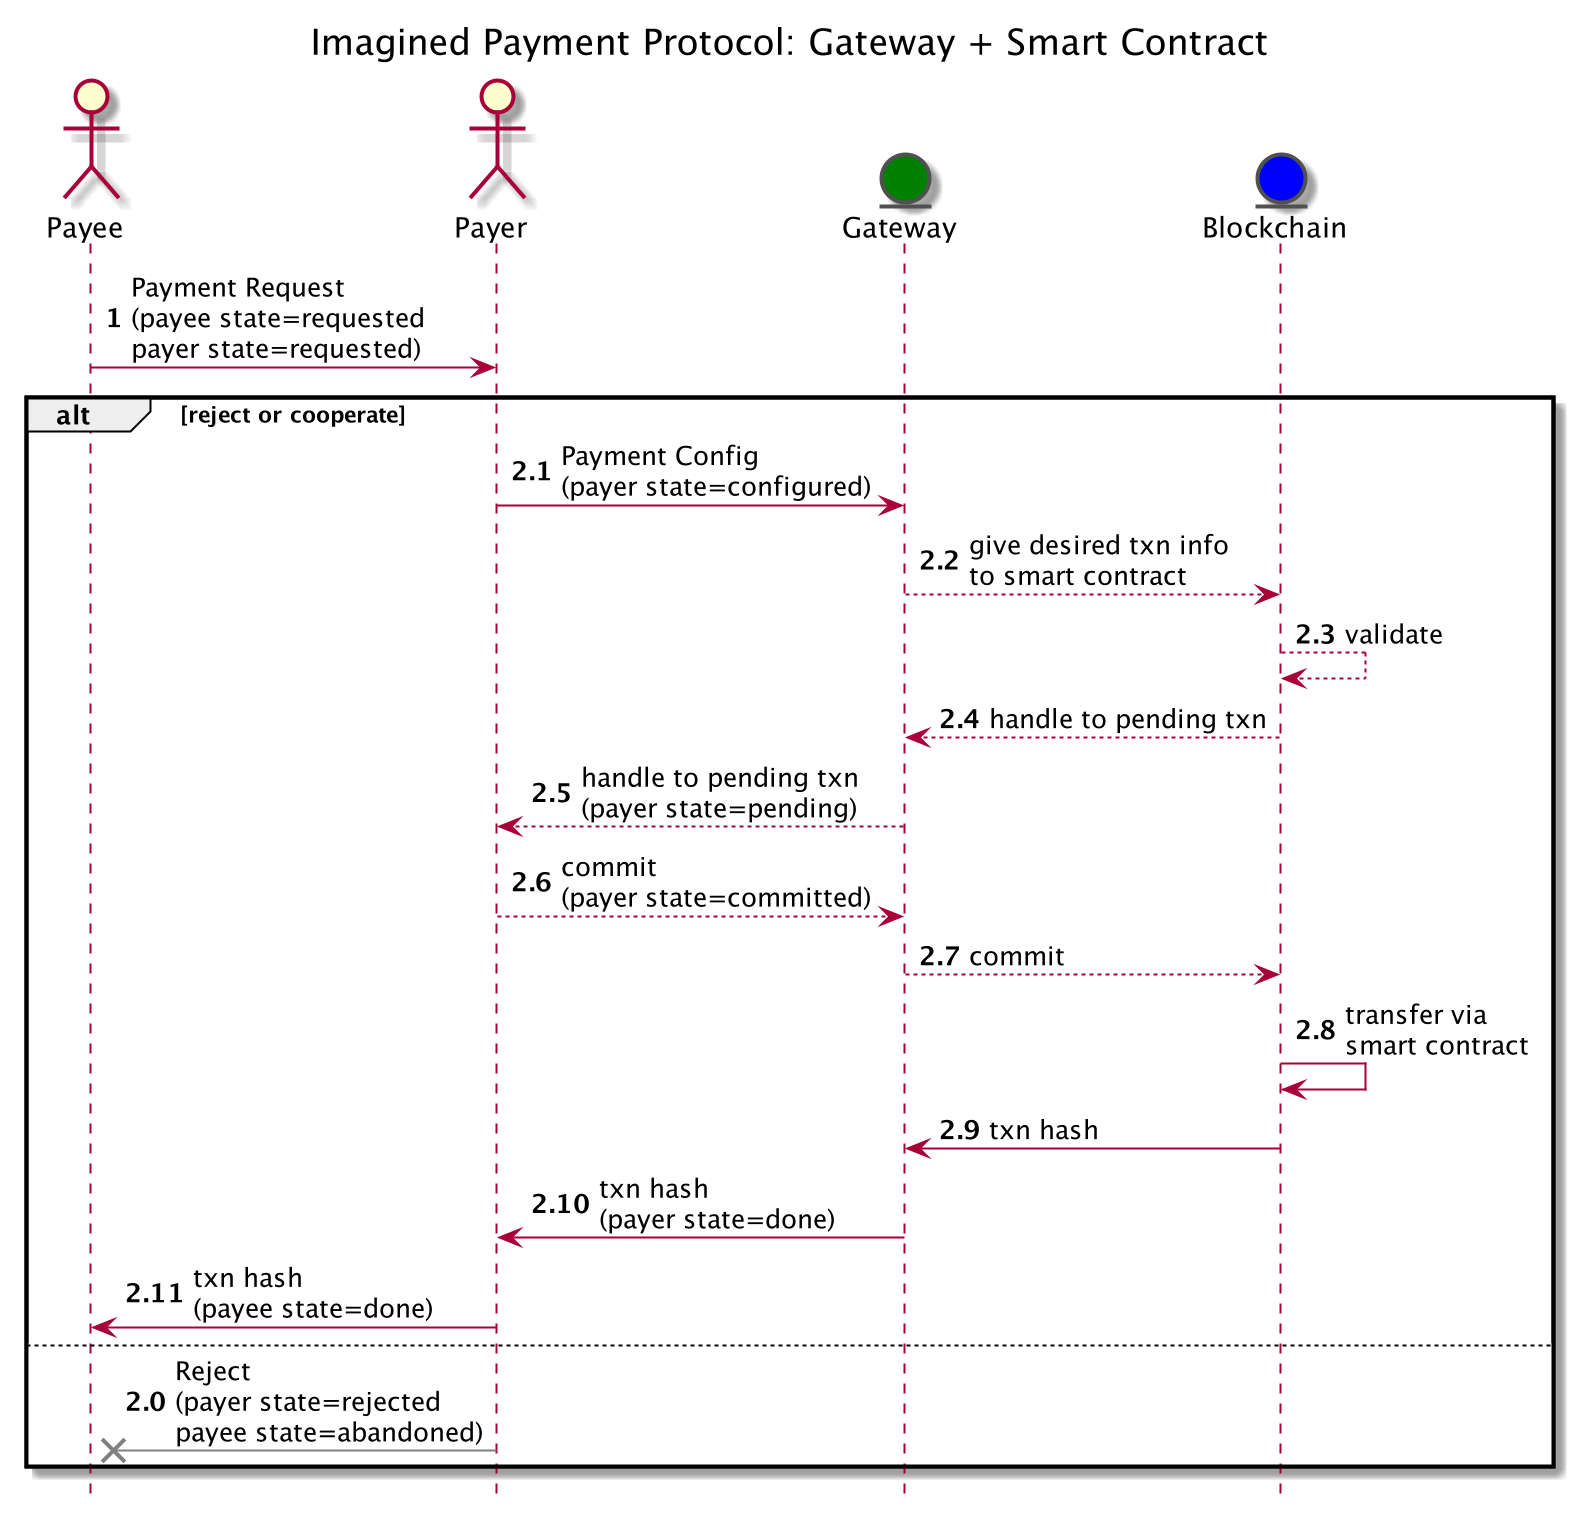 Imagined Payment Protocol: Gateway + Smart Contract
Payee
Payer
Gateway
Blockchain
Payment Request
1 (payee state=requested
payer state=requested)
alt [reject or cooperate]
Payment Config
2.1 (payer state=configured)
2.2 give desired txn info
to smart contract
2.3 validate
2.4 handle to pending txn
2.5 handle to pending txn
(payer state=pending)
2.6 commit
(payer state=committed)
2.7 commit
2.8 transfer via
smart contract
2.9 txn hash
2.10 txn hash
(payer state=done)
2.11 txn hash
(payee state=done)
Reject
2.0 (payer state=rejected
payee state=abandoned)